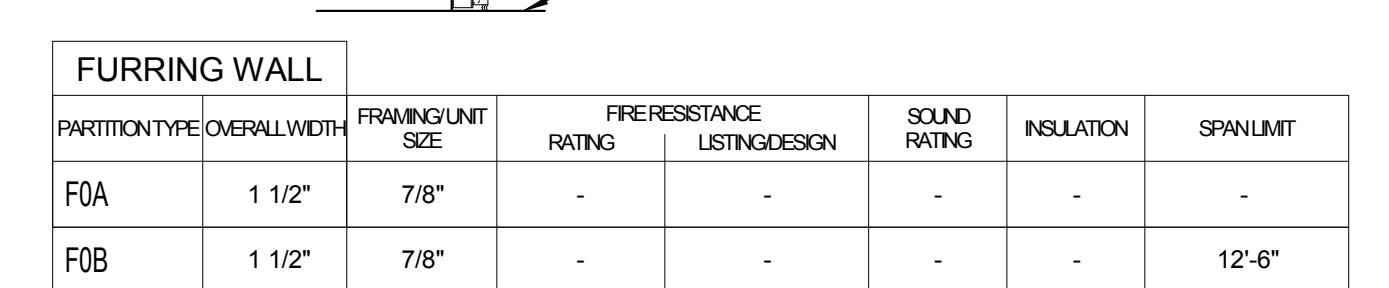 FURRING WALL
PARTITION TYPE OVERALL WIDTH FRAMING/UNIT SIZE FIRE RESISTANCE RATING LISTING/DESIGN SOUND RATING INSULATION SPAN LIMIT
F0A 1 1/2" 7/8" - - - - -
F0B 1 1/2" 7/8" - - - - 12'-6"